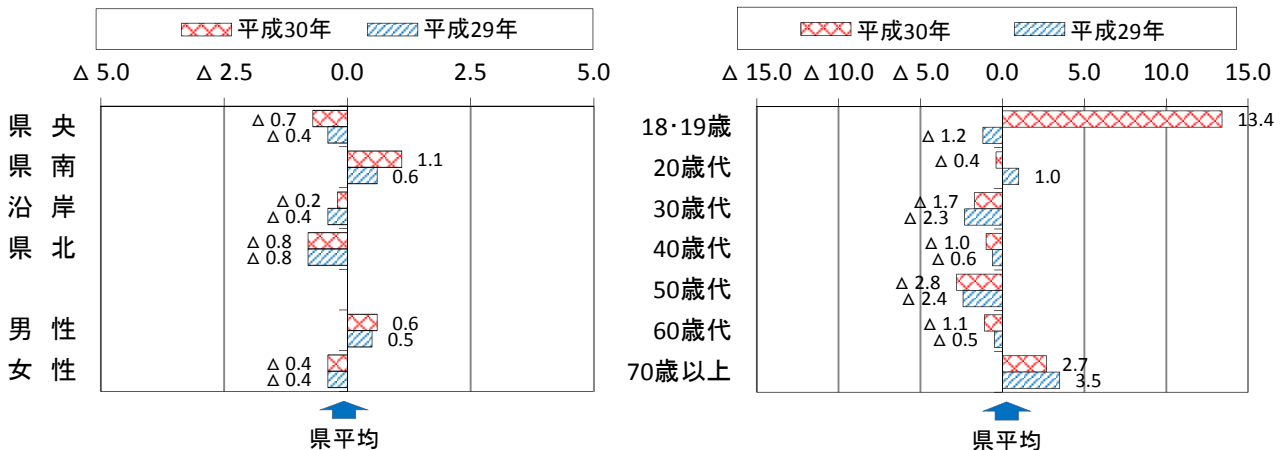 平成30年 平成29年
△ 5.0 △ 2.5 0.0 2.5 5.0
県 央 △ 0.7
△ 0.4
県 南 1.1
0.6
沿 岸 △ 0.2
△ 0.4
県 北 △ 0.8
△ 0.8
男 性 0.6
0.5
女 性 △ 0.4
△ 0.4
県平均
平成30年 平成29年
△ 15.0 △ 10.0 △ 5.0 0.0 5.0 10.0 15.0
18・19歳 13.4
△ 1.2
20歳代 △ 0.4
1.0
30歳代 △ 1.7
△ 2.3
40歳代 △ 1.0
△ 0.6
50歳代 △ 2.8
△ 2.4
60歳代 △ 1.1
△ 0.5
70歳以上 2.7
3.5
県平均